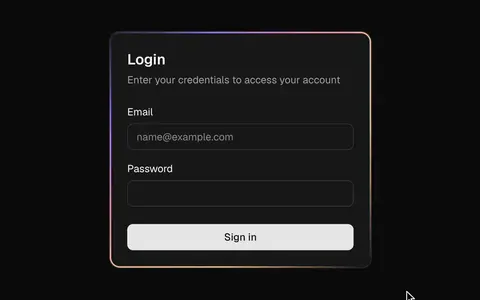 Login
Enter your credentials to access your account
Email
name@example.com
Password
Sign in